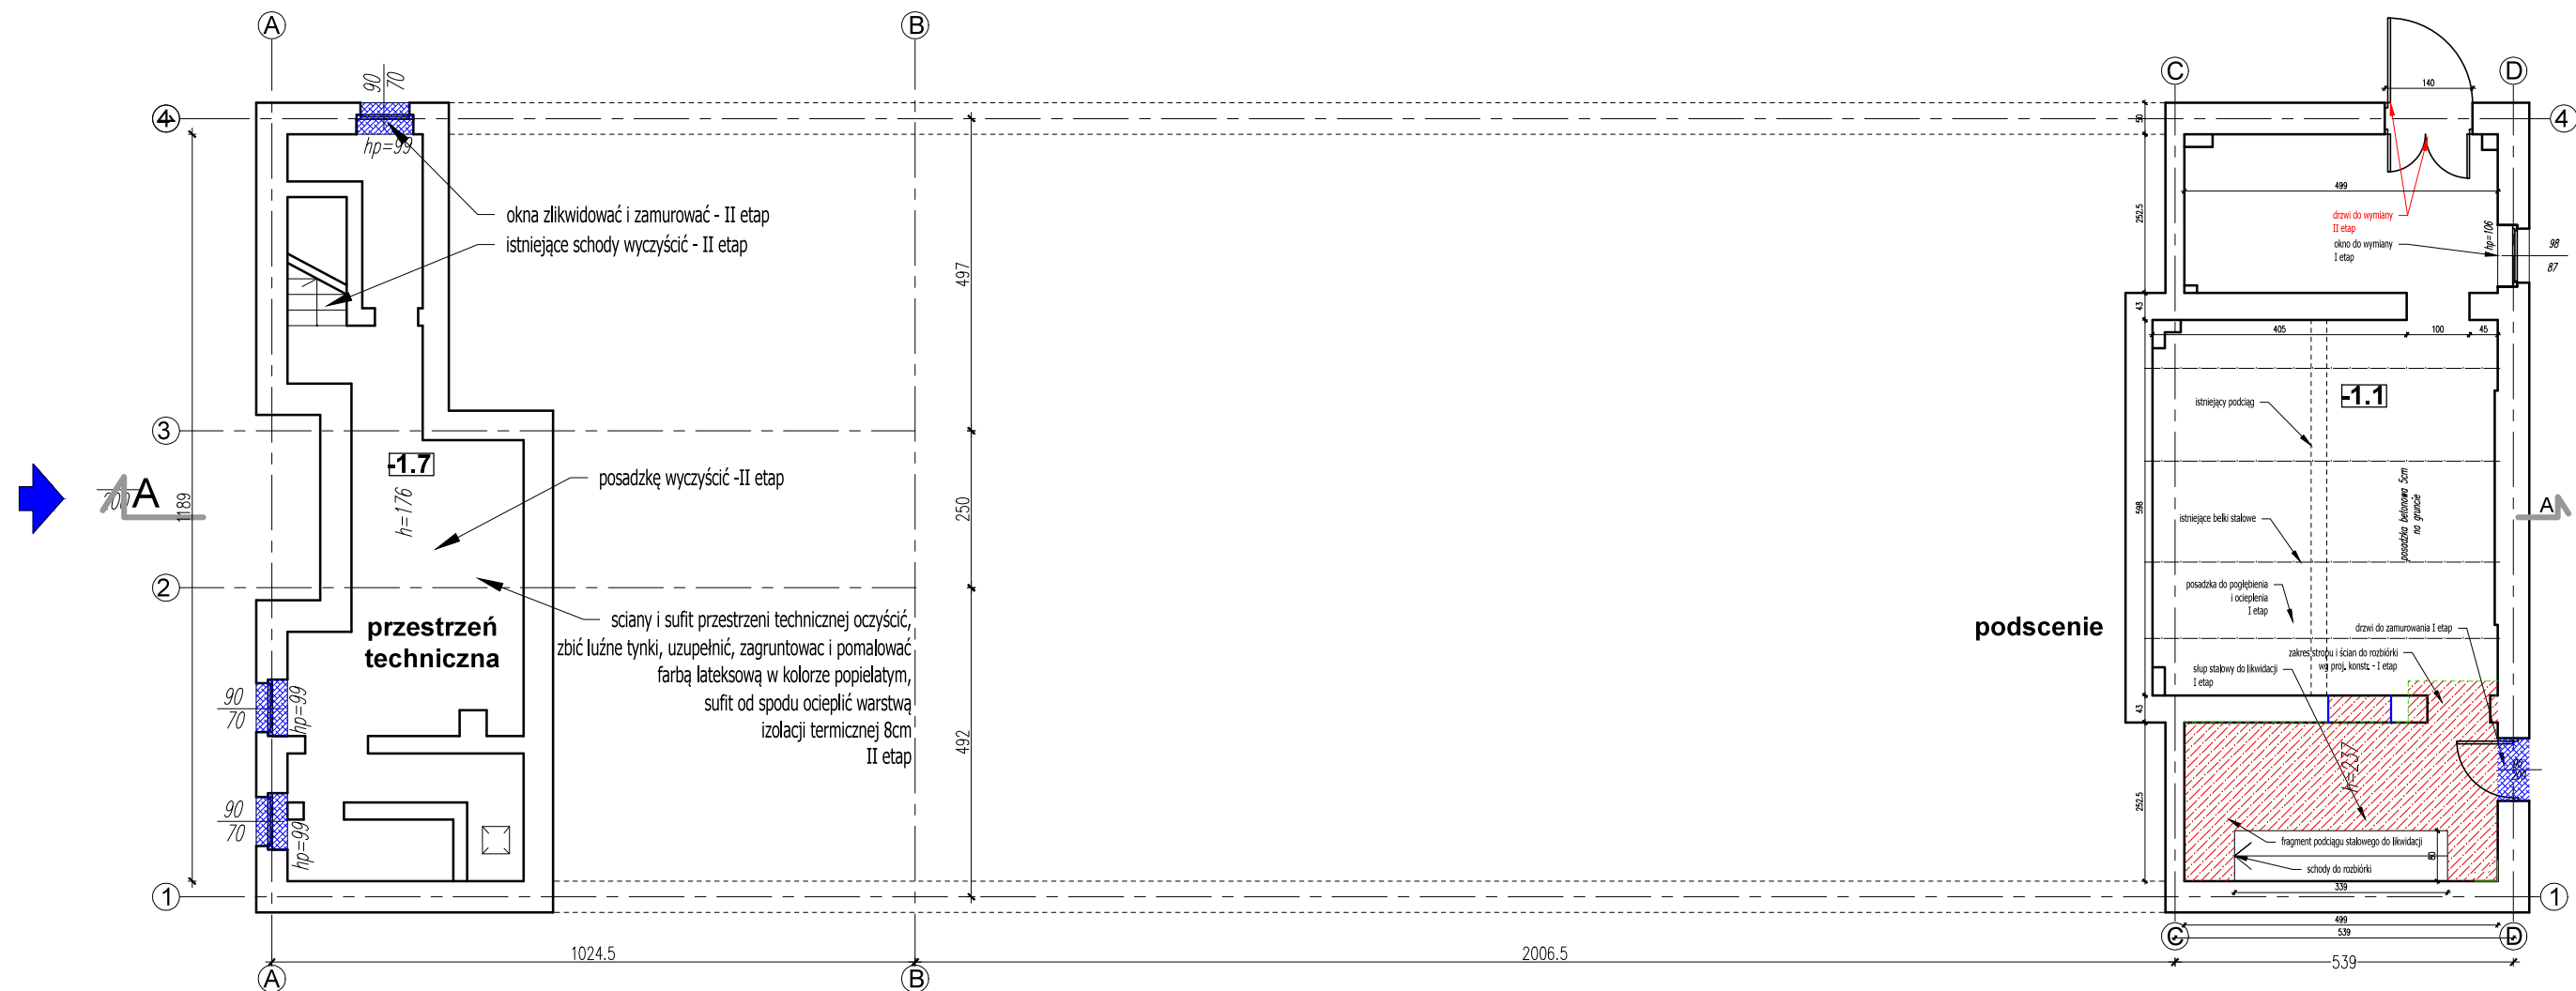 A
B
C
D
4
4
90
70
hp=99
okna zlikwidować i zamurować - II etap
istniejące schody wyczyścić - II etap
140
50
499
252.5
drzwi do wymiany
II etap
okno do wymiany
I etap
hp=106
98
87
497
43
405
100
45
3
-1.7
h=176
posadzkę wyczyścić -II etap
A
200
1189
250
-1.1
istniejący podciąg
598
istniejące belki stalowe
posadzka betonowa 5cm
na gruncie
A
2
posadzka do pogłębienia
i ocieplenia
I etap
przestrzeń
techniczna
sciany i sufit przestrzeni technicznej oczyścić,
zbić luźne tynki, uzupełnić, zagruntowac i pomalować
farbą lateksową w kolorze popielatym,
sufit od spodu ocieplić warstwą
izolacji termicznej 8cm
II etap
podscenie
drzwi do zamurowania I etap
zakres stropu i ścian do rozbiórki
wg proj. konstr. - I etap
słup stalowy do likwidacji
I etap
90
70
hp=99
492
43
h=237
90
70
hp=99
252.5
fragment podciągu stalowego do likwidacji
80
schody do rozbiórki
339
1
1
499
539
C
D
1024.5
2006.5
539
A
B